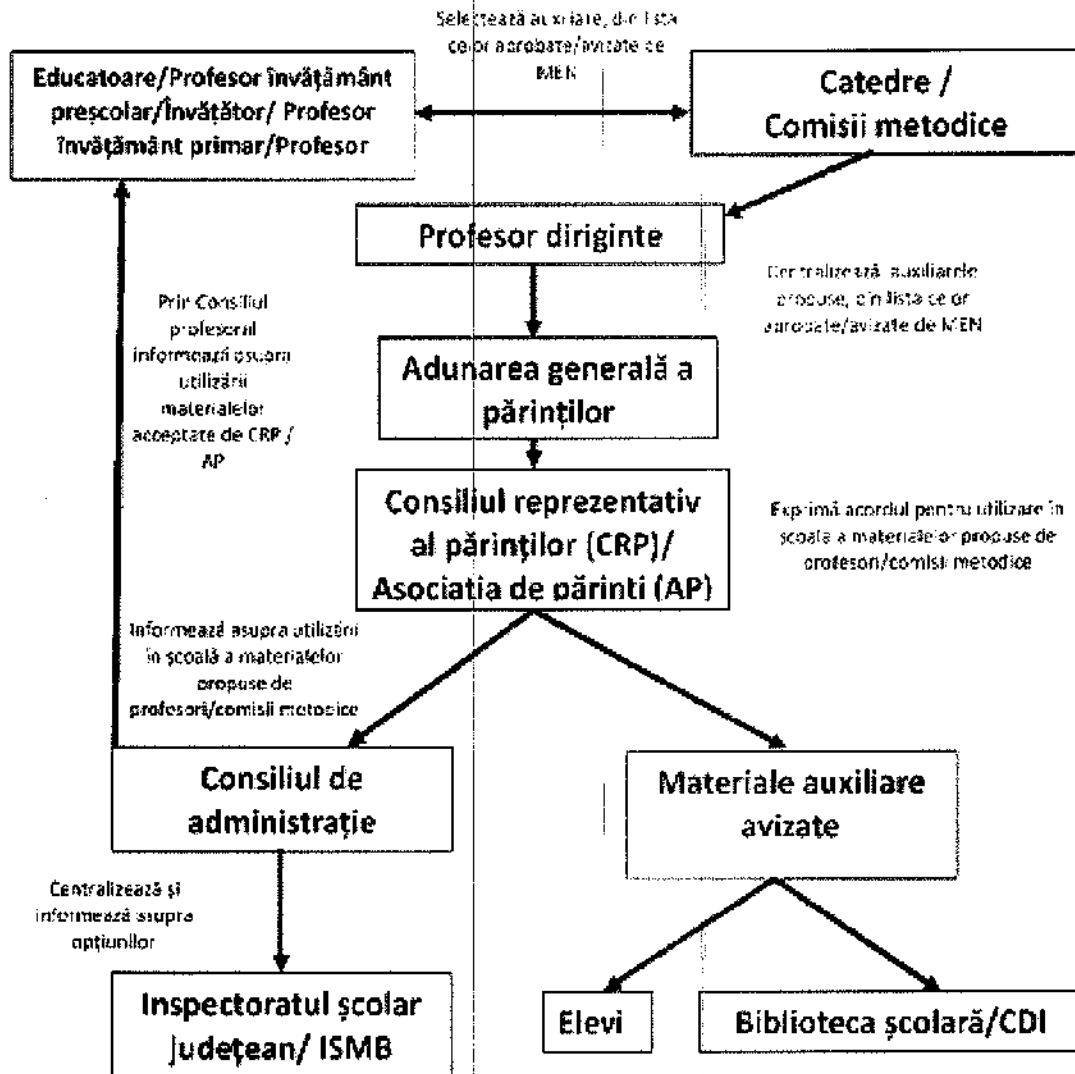 Selectează auxiliare, din lista
celor aprobate/avizate de
MEN
Educatoare/Profesor învățământ
preșcolar/Învățător/ Profesor
învățământ primar/Profesor
Catedre /
Comisii metodice
Profesor diriginte
Centralizează auxiliarele
propuse, din lista celor
aprobate/avizate de MEN
Prin Consiliul
profesoral
informează asupra
utilizării
materialelor
acceptate de CRP /
AP
Adunarea generală a
părinților
Consiliul reprezentativ
al părinților (CRP)/
Asociatia de părinti (AP)
Exprimă acordul pentru utilizare în
școala a materialelor propuse de
profesori/comisii metodice
Informează asupra utilizării
în școală a materialelor
propuse de
profesori/comisii metodice
Consiliul de
administrație
Materiale auxiliare
avizate
Centralizează și
informează asupra
opțiunilor
Inspectoratul școlar
județean/ ISMB
Elevi
Biblioteca școlară/CDI